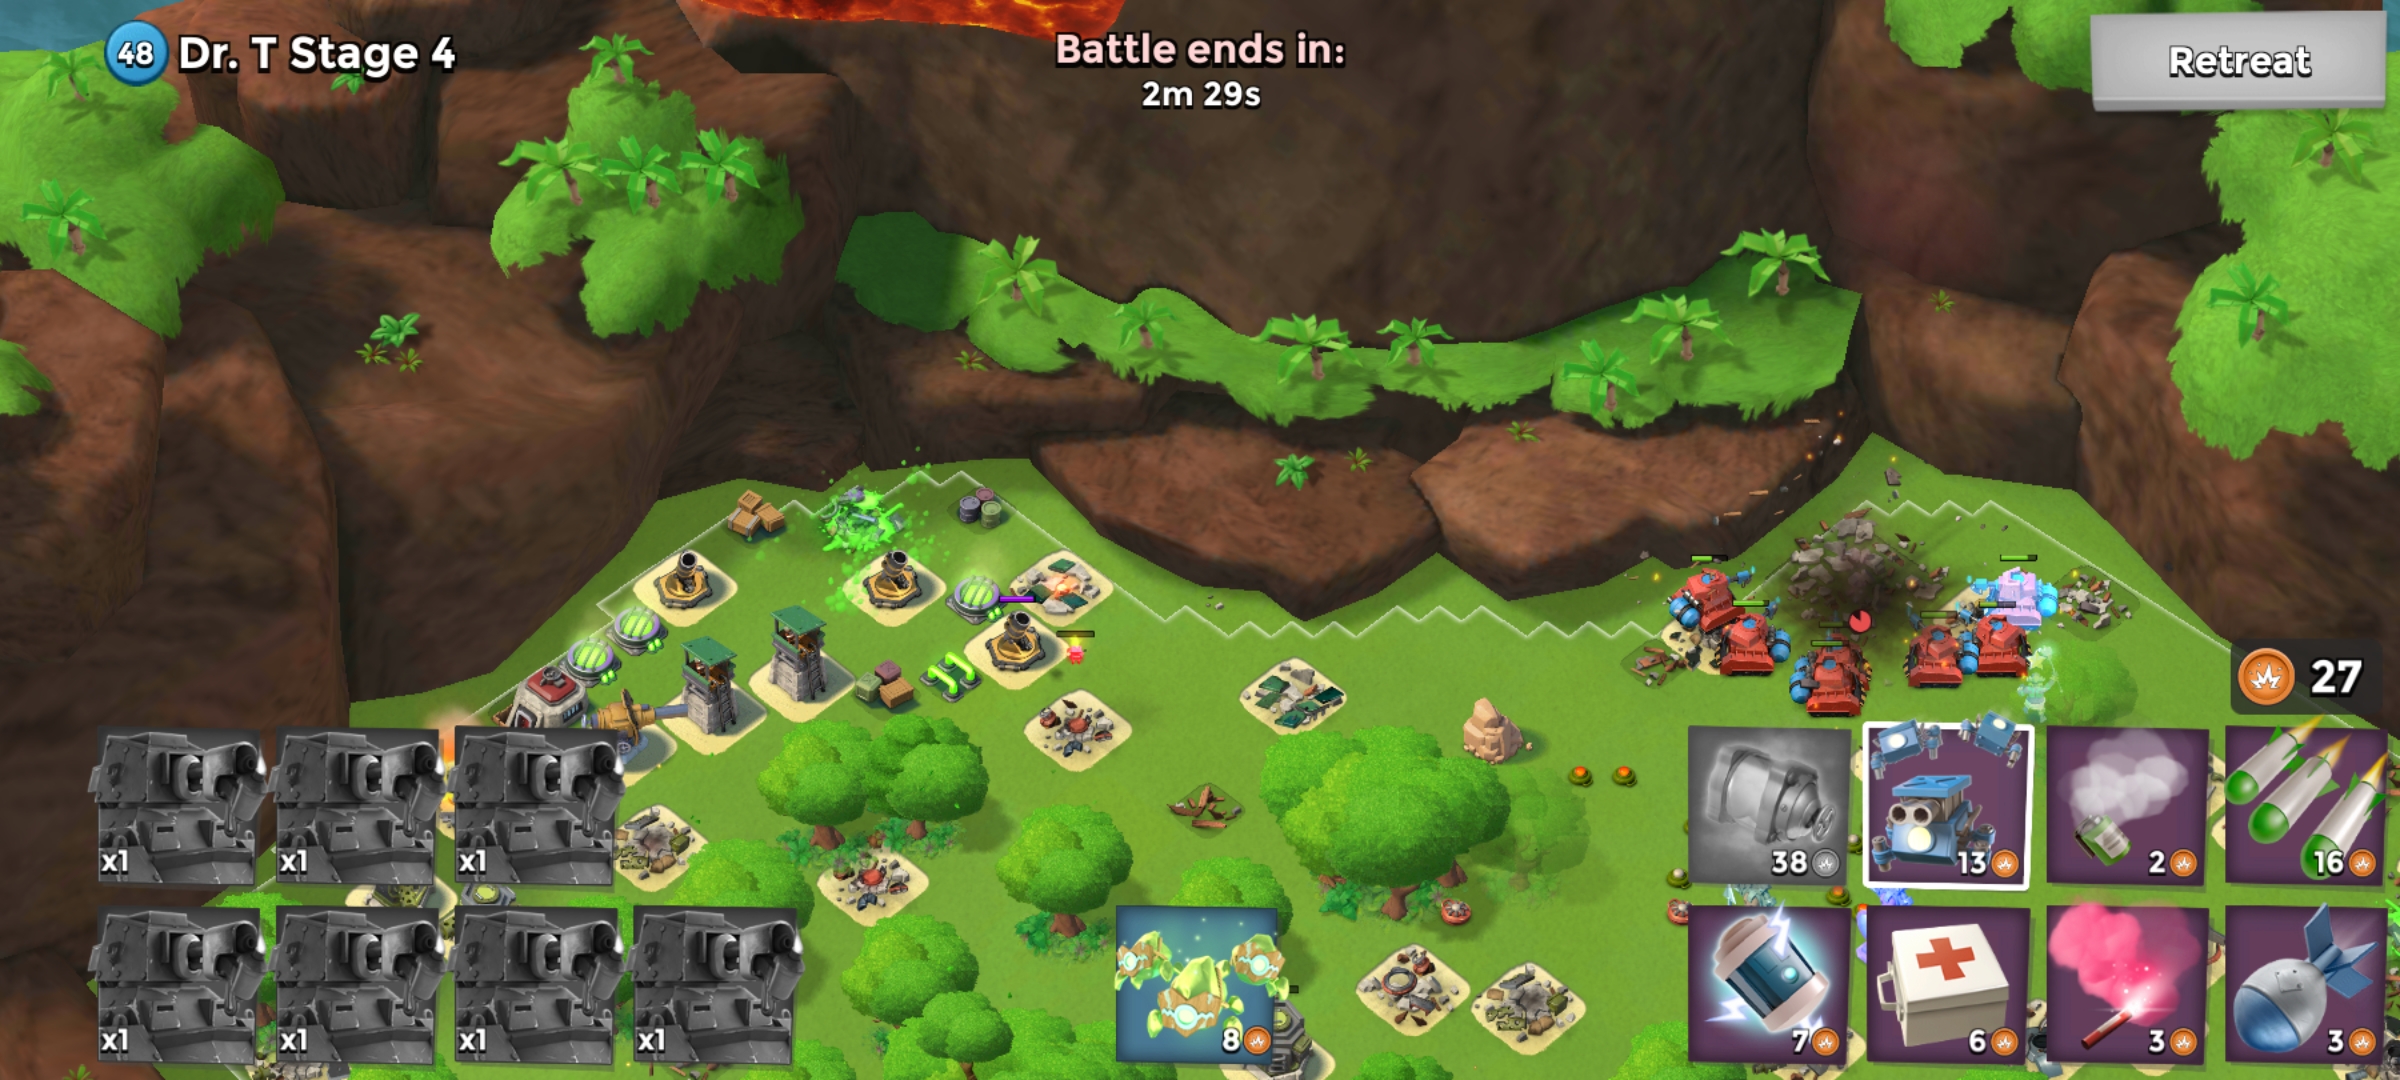 48 Dr. T Stage 4
Battle ends in:
2m 29s
Retreat
27
x1
x1
x1
38
13
2
16
x1
x1
x1
x1
8
7
6
3
3